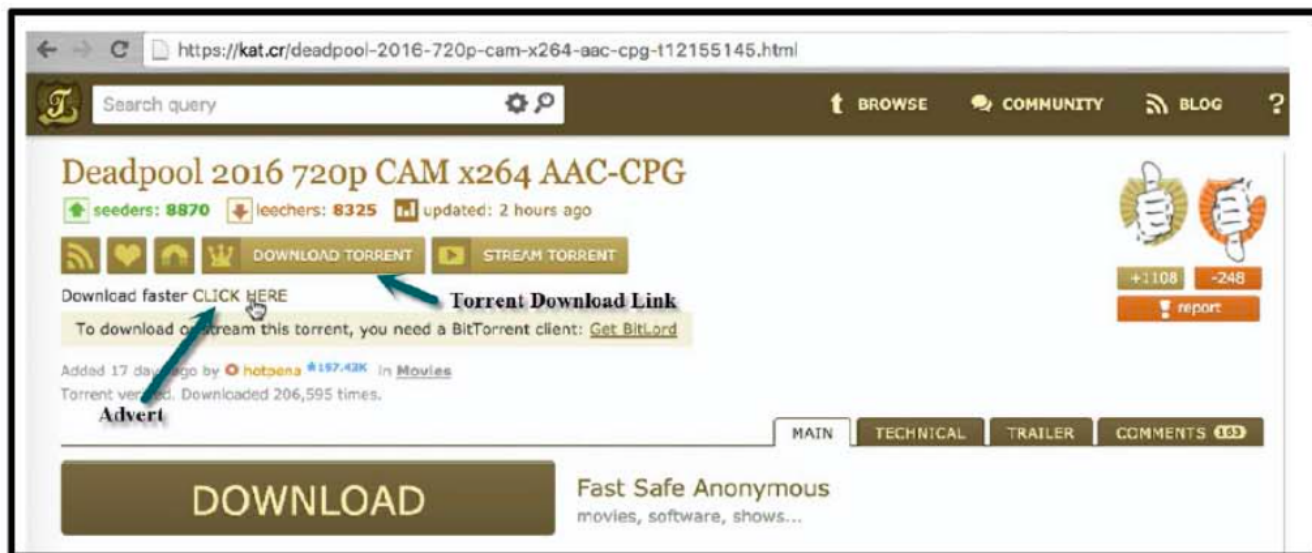 https://kat.cr/deadpool-2016-720p-cam-x264-aac-cpg-t12155145.html
Search query
BROWSE COMMUNITY BLOG ?
Deadpool 2016 720p CAM x264 AAC-CPG
seeders: 8870 leechers: 8325 updated: 2 hours ago
DOWNLOAD TORRENT STREAM TORRENT
Download faster CLICK HERE
Torrent Download Link
+1108 -248
report
To download or stream this torrent, you need a BitTorrent client: Get BitLord
Added 17 days ago by hotpena 197.42K in Movies
Torrent verified. Downloaded 206,595 times.
Advert
MAIN TECHNICAL TRAILER COMMENTS 153
DOWNLOAD
Fast Safe Anonymous
movies, software, shows...